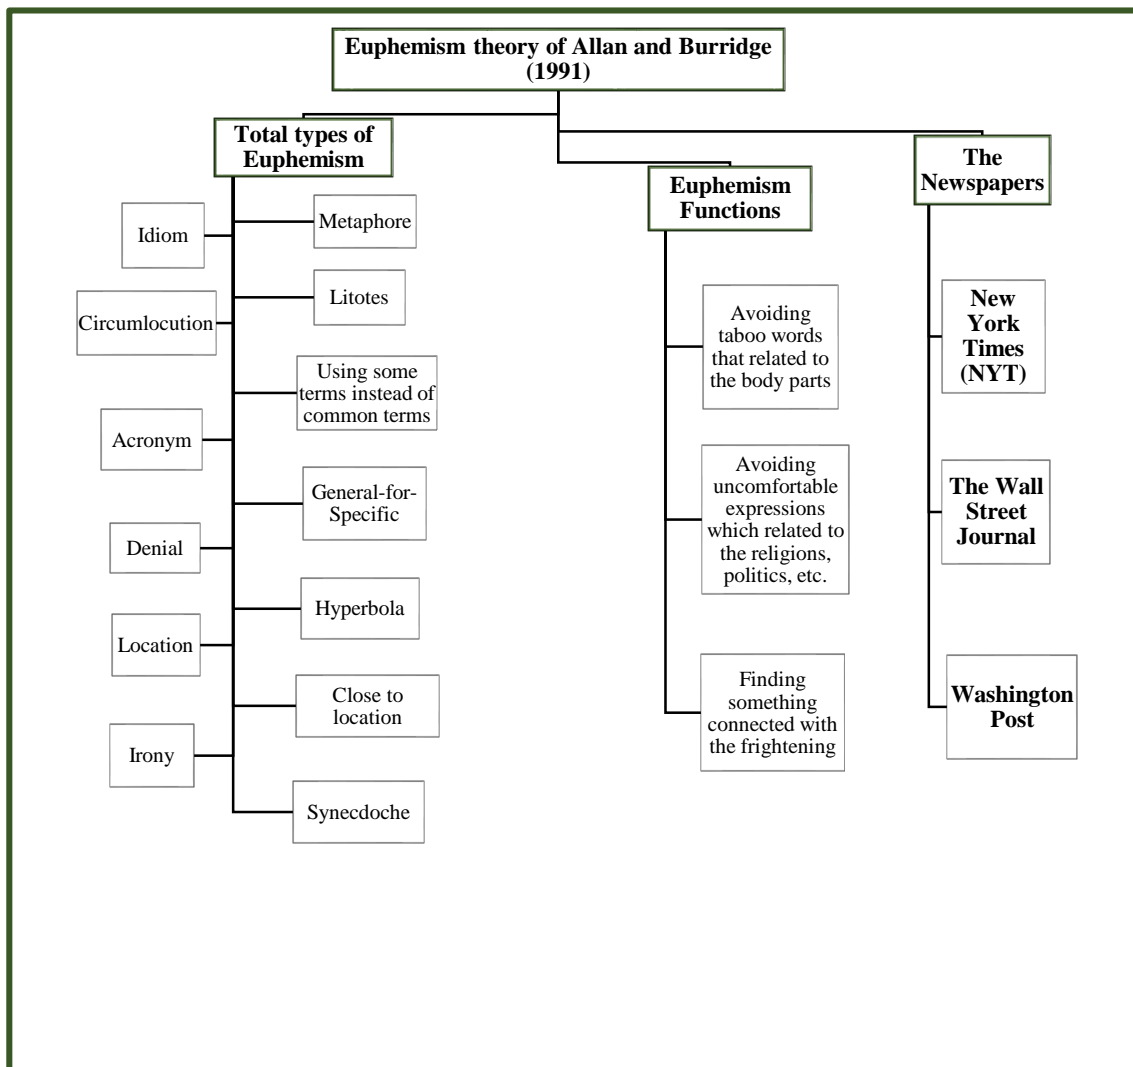 Euphemism theory of Allan and Burridge
(1991)
Total types of
Euphemism
Idiom
Metaphore
Circumlocution
Litotes
Using some
terms instead of
common terms
Acronym
General-for-
Specific
Denial
Hyperbola
Location
Close to
location
Irony
Synecdoche
Euphemism
Functions
Avoiding
taboo words
that related to
the body parts
Avoiding
uncomfortable
expressions
which related to
the religions,
politics, etc.
Finding
something
connected with
the frightening
The
Newspapers
New
York
Times
(NYT)
The Wall
Street
Journal
Washington
Post